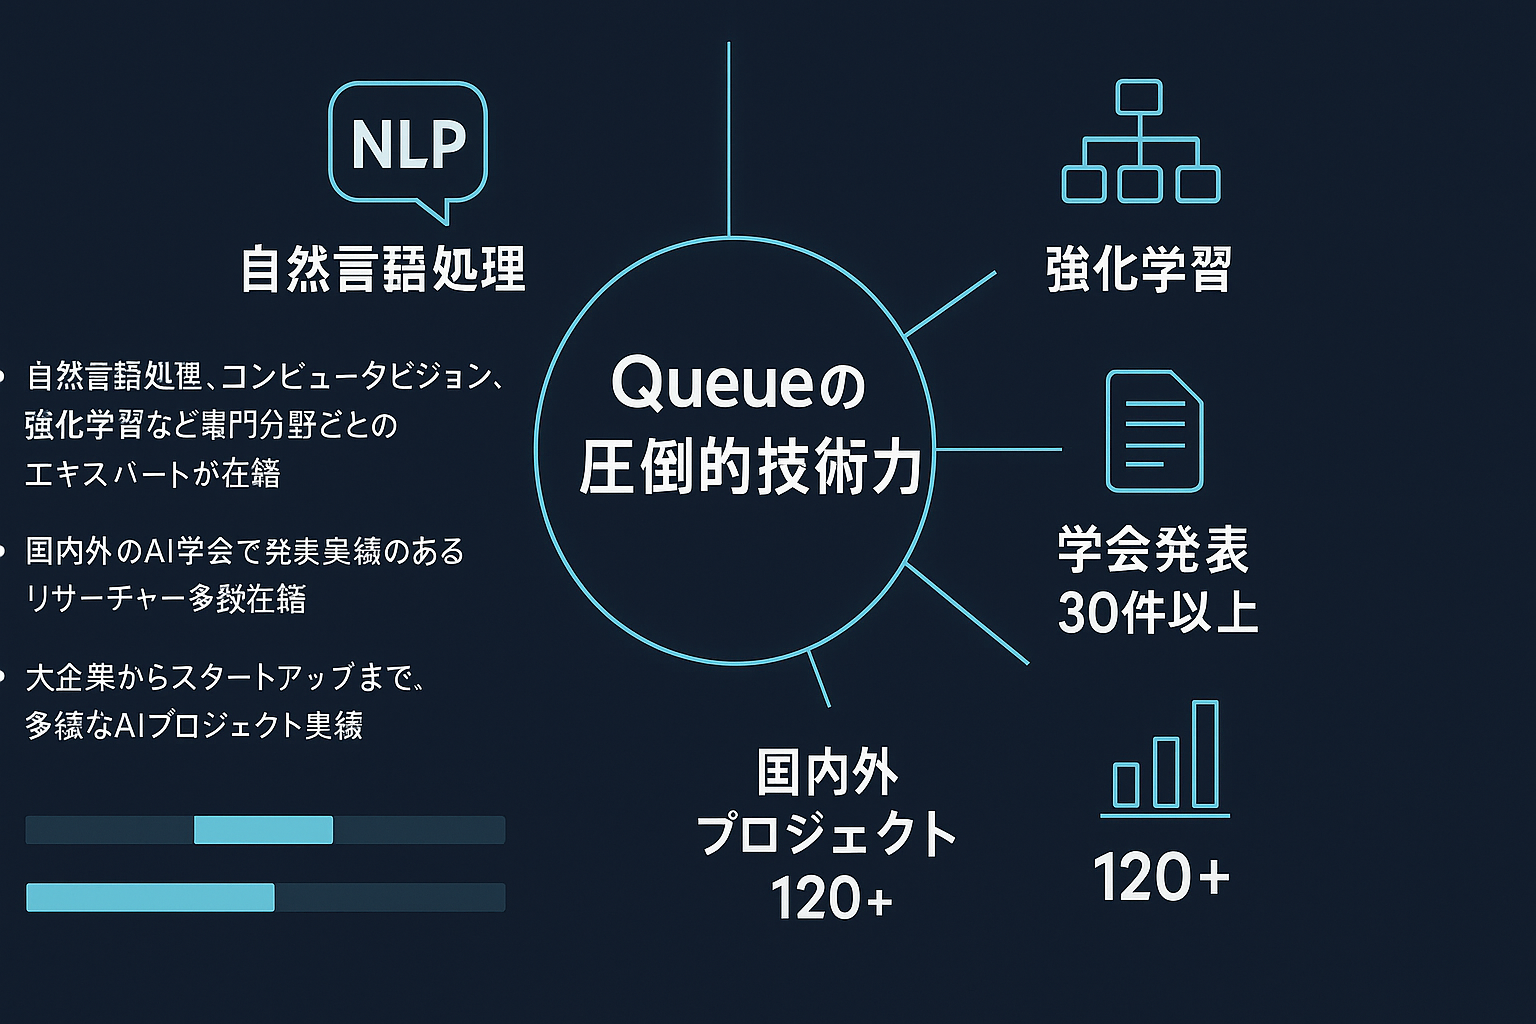 NLP
自然言語処理
自然言語処理、コンピュータビジョン、
強化学習など専門分野ごとの
エキスパートが在籍
国内外のAI学会で発表実績のある
リサーチャー多数在籍
大企業からスタートアップまで、
多様なAIプロジェクト実績
Queueの
圧倒的技術力
強化学習
学会発表
30件以上
国内外
プロジェクト
120+
120+